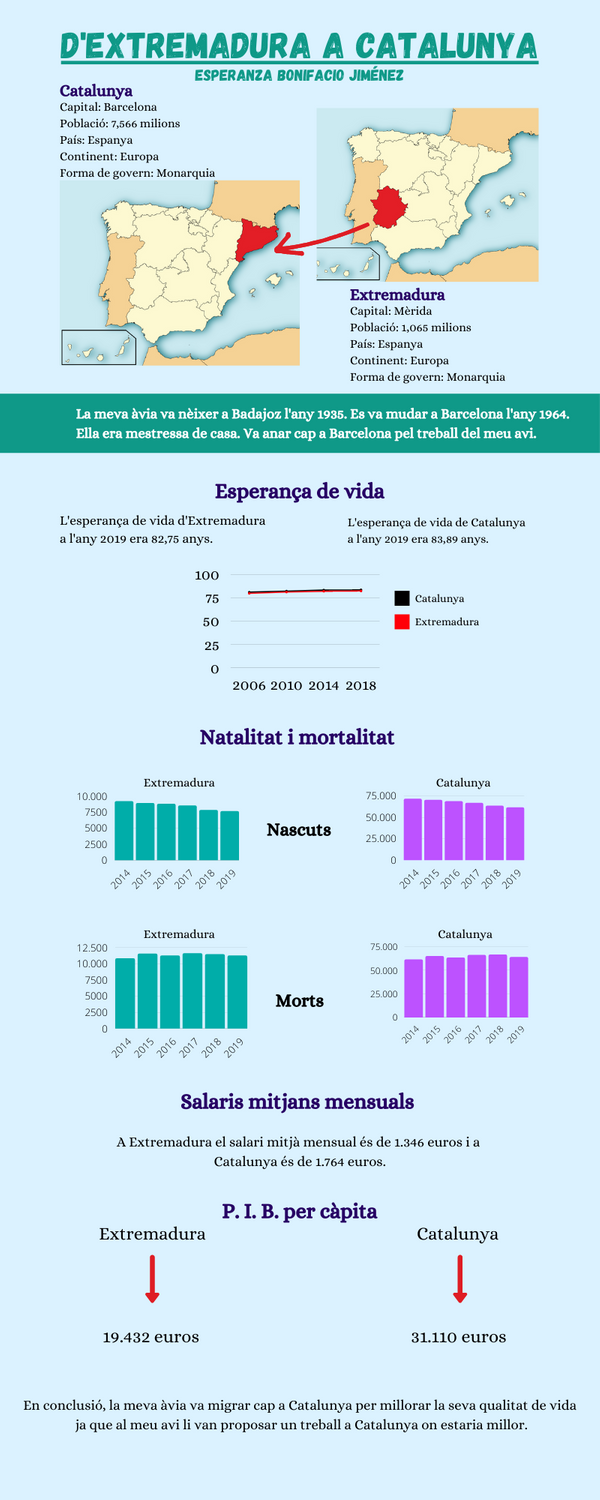 D'EXTREMADURA A CATALUNYA
ESPERANZA BONIFACIO JIMÉNEZ
Catalunya
Capital: Barcelona
Població: 7,566 milions
País: Espanya
Continent: Europa
Forma de govern: Monarquia
Extremadura
Capital: Mèrida
Població: 1,065 milions
País: Espanya
Continent: Europa
Forma de govern: Monarquia
La meva àvia va nèixer a Badajoz l'any 1935. Es va mudar a Barcelona l'any 1964.
Ella era mestressa de casa. Va anar cap a Barcelona pel treball del meu avi.
Esperança de vida
L'esperança de vida d'Extremadura
a l'any 2019 era 82,75 anys.
L'esperança de vida de Catalunya
a l'any 2019 era 83,89 anys.
100
75
50
25
0
2006 2010 2014 2018
Catalunya
Extremadura
Natalitat i mortalitat
Extremadura
10.000
7500
5000
2500
0
2014 2015 2016 2017 2018 2019
Nascuts
Catalunya
75.000
50.000
25.000
0
2014 2015 2016 2017 2018 2019
Extremadura
12.500
10.000
7500
5000
2500
0
2014 2015 2016 2017 2018 2019
Morts
Catalunya
75.000
50.000
25.000
0
2014 2015 2016 2017 2018 2019
Salaris mitjans mensuals
A Extremadura el salari mitjà mensual és de 1.346 euros i a
Catalunya és de 1.764 euros.
P. I. B. per càpita
Extremadura
Catalunya
19.432 euros
31.110 euros
En conclusió, la meva àvia va migrar cap a Catalunya per millorar la seva qualitat de vida
ja que al meu avi li van proposar un treball a Catalunya on estaria millor.